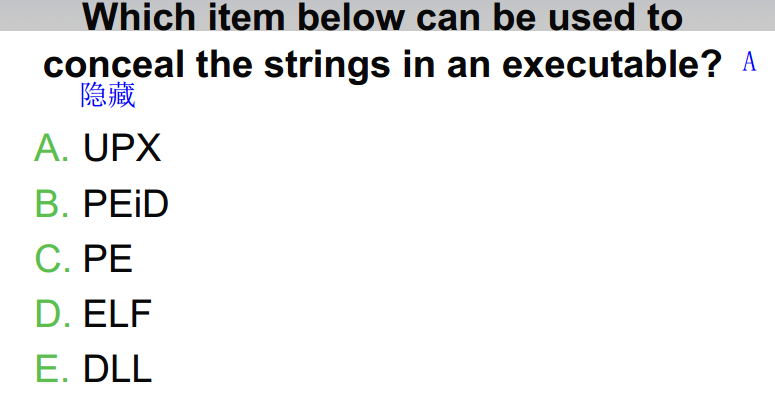 Which item below can be used to
conceal the strings in an executable? A
隐藏
A. UPX
B. PEiD
C. PE
D. ELF
E. DLL